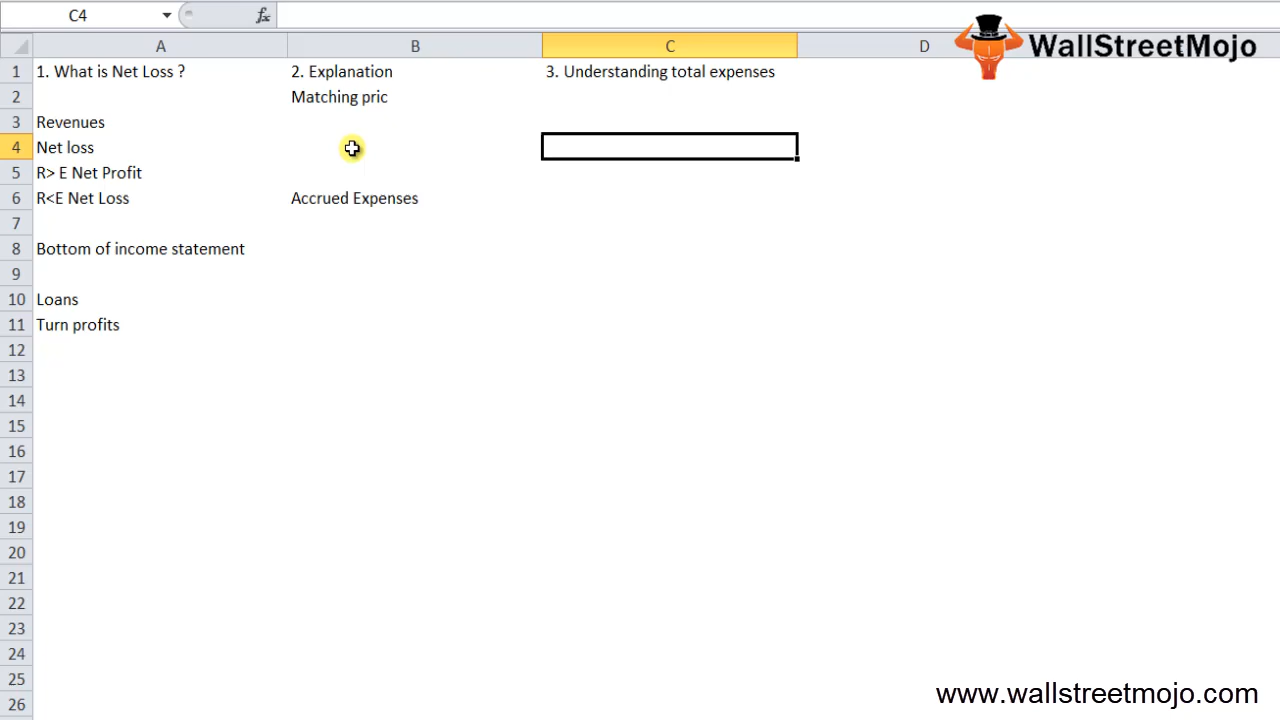 C4
fx
A B C D
WallStreetMojo
1 1. What is Net Loss ? 2. Explanation 3. Understanding total expenses
2 Matching pric
3 Revenues
4 Net loss
5 R> E Net Profit
6 R<E Net Loss Accrued Expenses
7
8 Bottom of income statement
9
10 Loans
11 Turn profits
12
13
14
15
16
17
18
19
20
21
22
23
24
25
26
www.wallstreetmojo.com